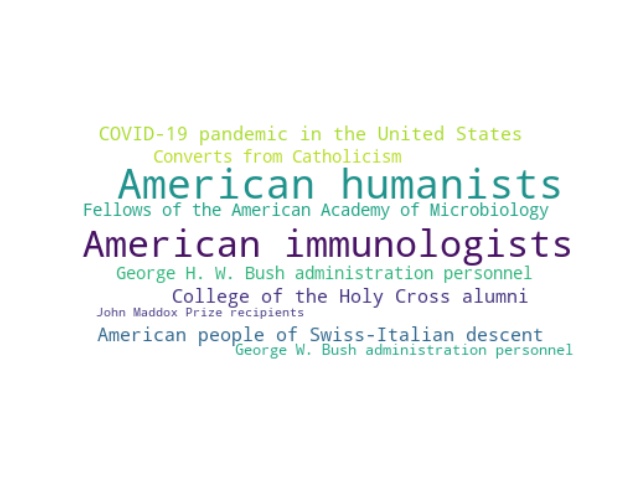 COVID-19 pandemic in the United States
Converts from Catholicism
American humanists
Fellows of the American Academy of Microbiology
American immunologists
George H. W. Bush administration personnel
College of the Holy Cross alumni
John Maddox Prize recipients
American people of Swiss-Italian descent
George W. Bush administration personnel